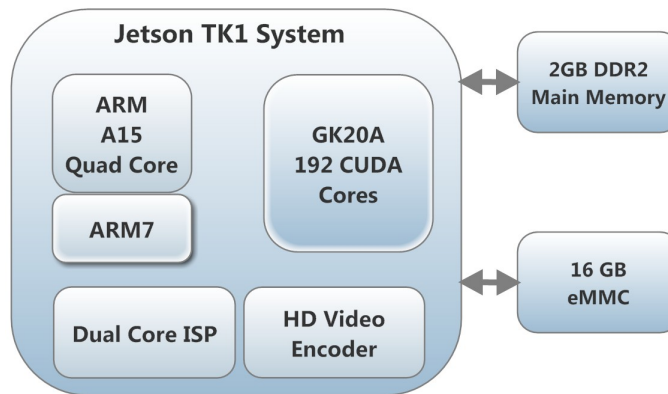 Jetson TK1 System
ARM
A15
Quad Core
ARM7
GK20A
192 CUDA
Cores
Dual Core ISP
HD Video
Encoder
2GB DDR2
Main Memory
16 GB
eMMC